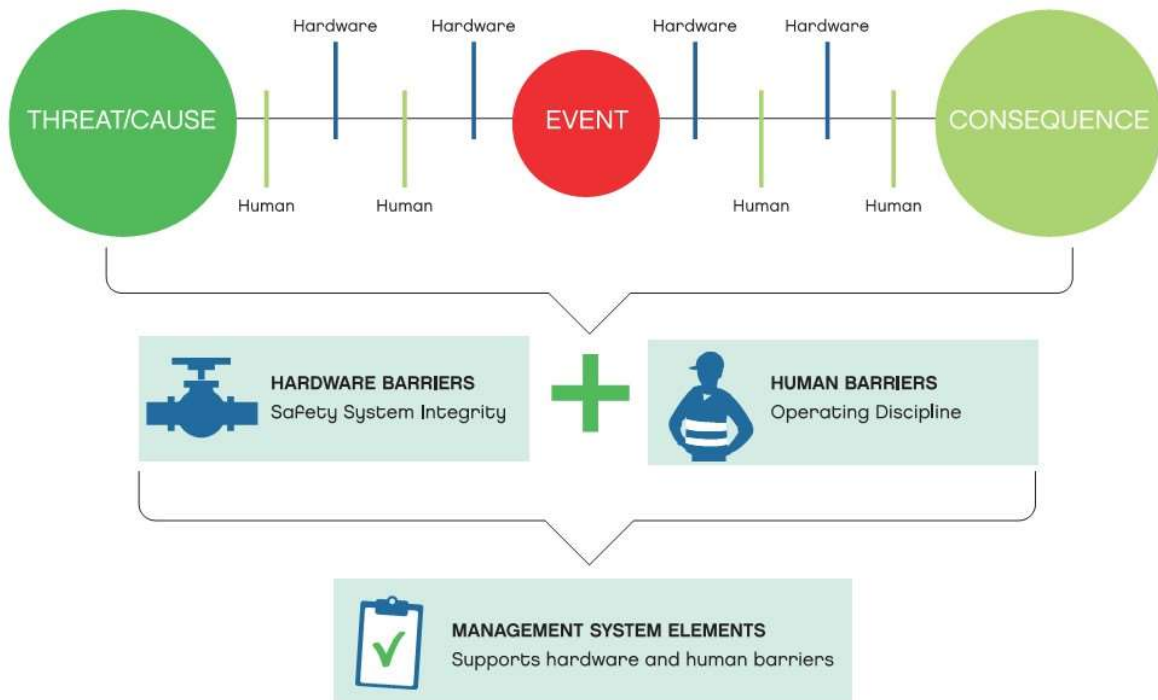 Hardware
Hardware
Hardware
Hardware
THREAT/CAUSE
EVENT
CONSEQUENCE
Human
Human
Human
Human
HARDWARE BARRIERS
Safety System Integrity
HUMAN BARRIERS
Operating Discipline
MANAGEMENT SYSTEM ELEMENTS
Supports hardware and human barriers